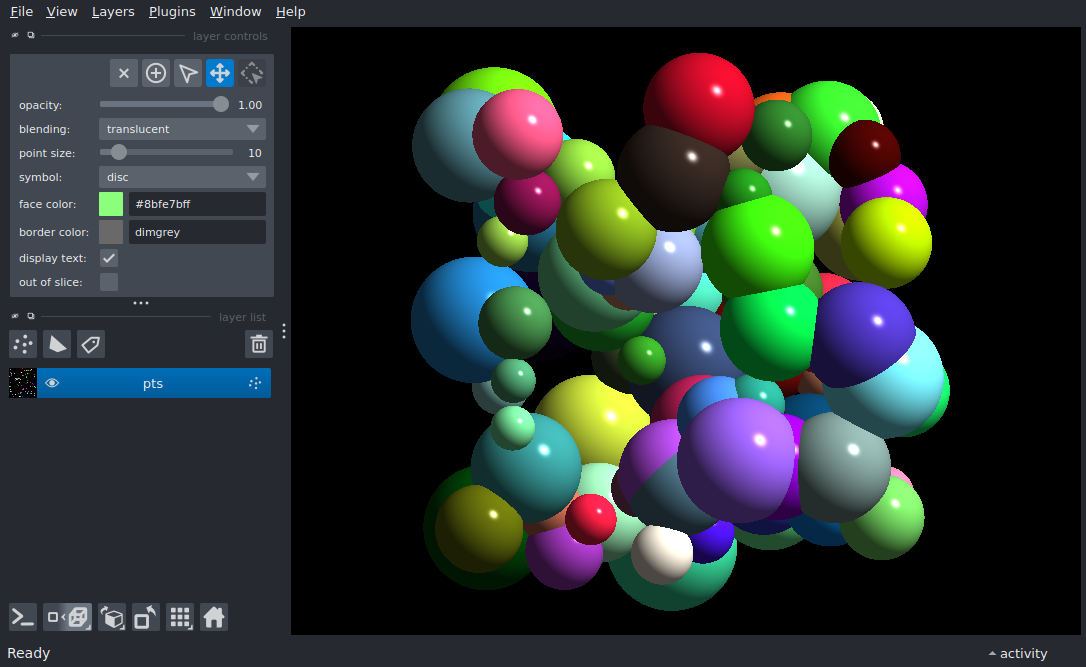 File View Layers Plugins Window Help
layer controls
opacity: 1.00
blending: translucent
point size: 10
symbol: disc
face color: #8bfe7bff
border color: dimgrey
display text:
out of slice:
layer list
pts
Ready
activity